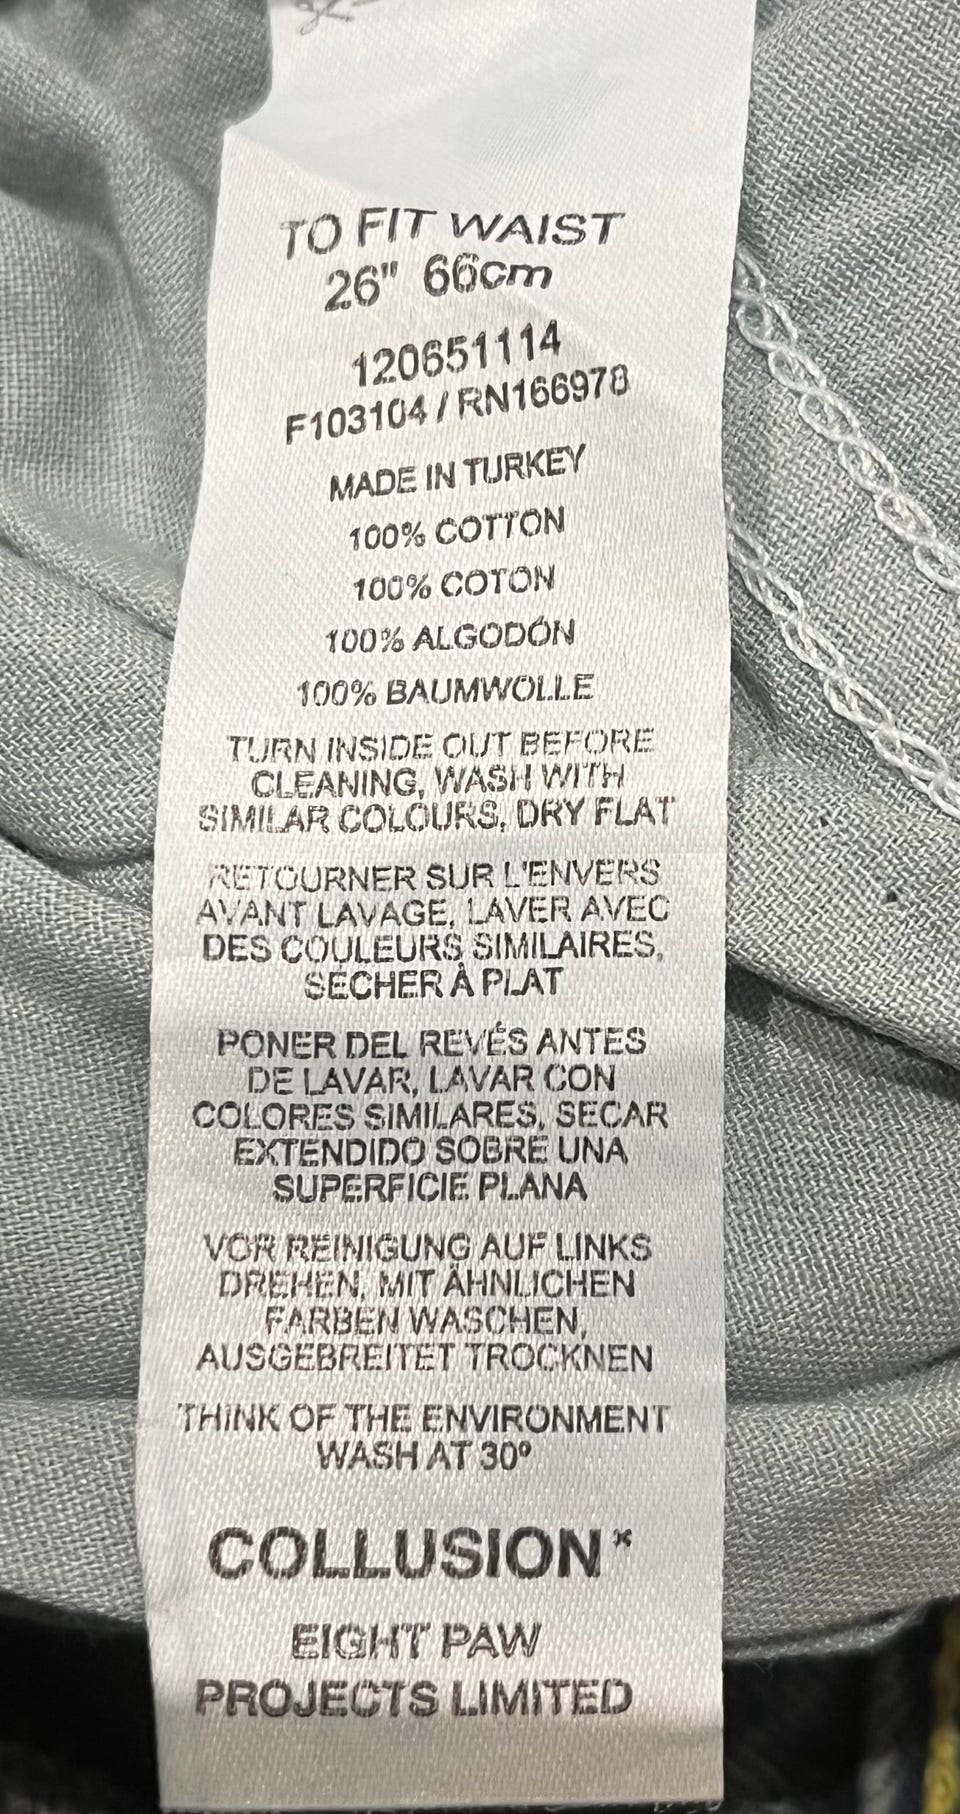 TO FIT WAIST
26" 66cm
120651114
F103104 / RN166978
MADE IN TURKEY
100% COTTON
100% COTON
100% ALGODÓN
100% BAUMWOLLE
TURN INSIDE OUT BEFORE
CLEANING, WASH WITH
SIMILAR COLOURS, DRY FLAT
RETOURNER SUR L'ENVERS
AVANT LAVAGE, LAVER AVEC
DES COULEURS SIMILAIRES,
SÉCHER À PLAT
PONER DEL REVÉS ANTES
DE LAVAR, LAVAR CON
COLORES SIMILARES, SECAR
EXTENDIDO SOBRE UNA
SUPERFICIE PLANA
VOR REINIGUNG AUF LINKS
DREHEN, MIT ÄHNLICHEN
FARBEN WASCHEN,
AUSGEBREITET TROCKNEN
THINK OF THE ENVIRONMENT
WASH AT 30º
COLLUSION*
EIGHT PAW
PROJECTS LIMITED